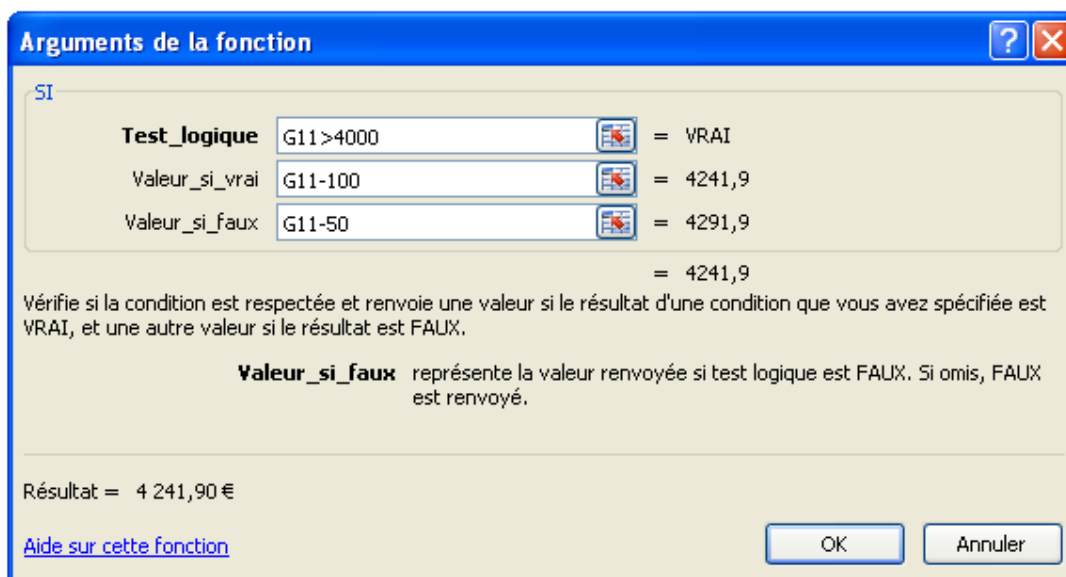 Arguments de la fonction
SI
Test_logique G11>4000 = VRAI
Valeur_si_vrai G11-100 = 4241,9
Valeur_si_faux G11-50 = 4291,9
= 4241,9
Vérifie si la condition est respectée et renvoie une valeur si le résultat d'une condition que vous avez spécifiée est
VRAI, et une autre valeur si le résultat est FAUX.
Valeur_si_faux représente la valeur renvoyée si test logique est FAUX. Si omis, FAUX
est renvoyé.
Résultat = 4 241,90 €
Aide sur cette fonction OK Annuler